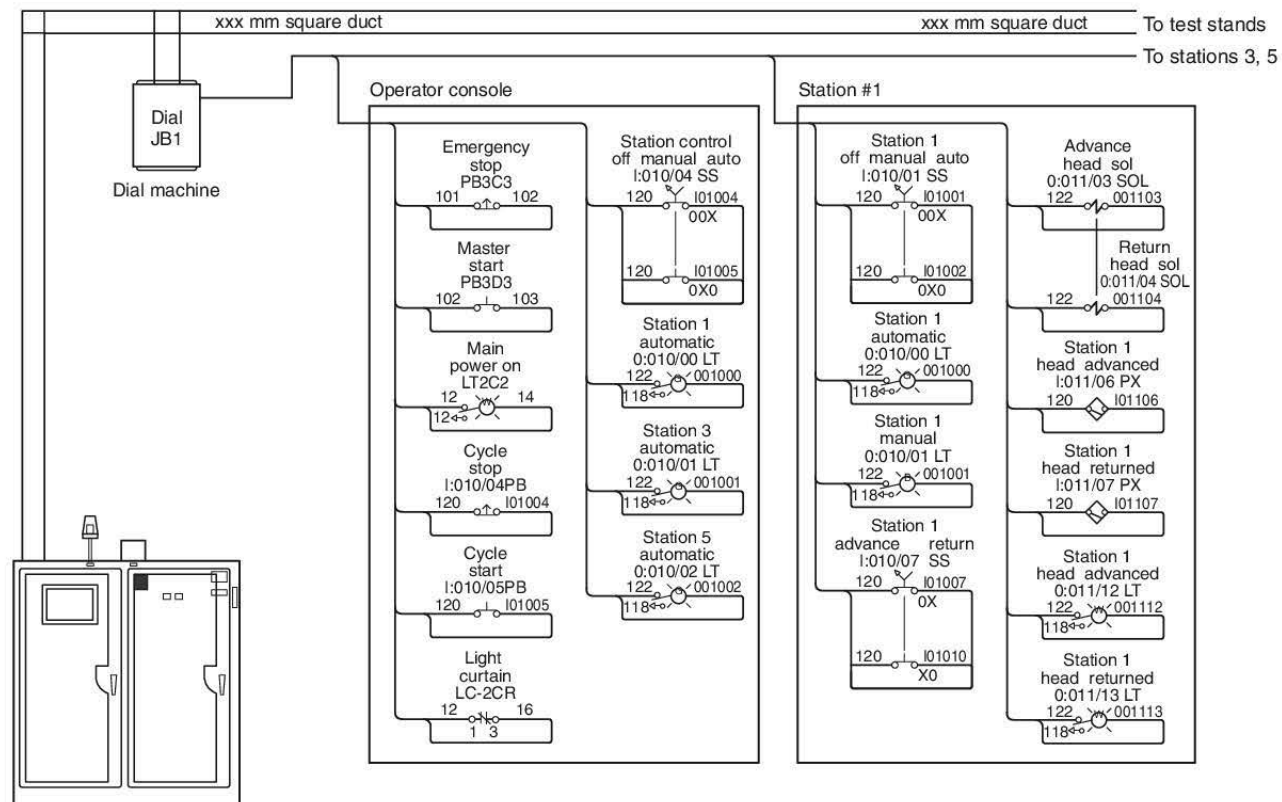 xxx mm square duct
xxx mm square duct
To test stands
To stations 3, 5
Dial
JB1
Dial machine
Operator console
Emergency
stop
PB3C3
101 102
Master
start
PB3D3
102 103
Main
power on
LT2C2
12 14
12
Cycle
stop
I:010/04PB
120 I01004
Cycle
start
I:010/05PB
120 I01005
Light
curtain
LC-2CR
12 16
1 3
Station control
off manual auto
I:010/04 SS
120 I01004
00X
120 I01005
0X0
Station 1
automatic
0:010/00 LT
122 001000
118
Station 3
automatic
0:010/01 LT
122 001001
118
Station 5
automatic
0:010/02 LT
122 001002
118
Station #1
Station 1
off manual auto
I:010/01 SS
120 I01001
00X
120 I01002
0X0
Station 1
automatic
0:010/00 LT
122 001000
118
Station 1
manual
0:010/01 LT
122 001001
118
Station 1
advance return
I:010/07 SS
120 I01007
0X
120 I01010
X0
Advance
head sol
0:011/03 SOL
122 001103
Return
head sol
0:011/04 SOL
122 001104
Station 1
head advanced
I:011/06 PX
120 I01106
Station 1
head returned
I:011/07 PX
120 I01107
Station 1
head advanced
0:011/12 LT
122 001112
118
Station 1
head returned
0:011/13 LT
122 001113
118